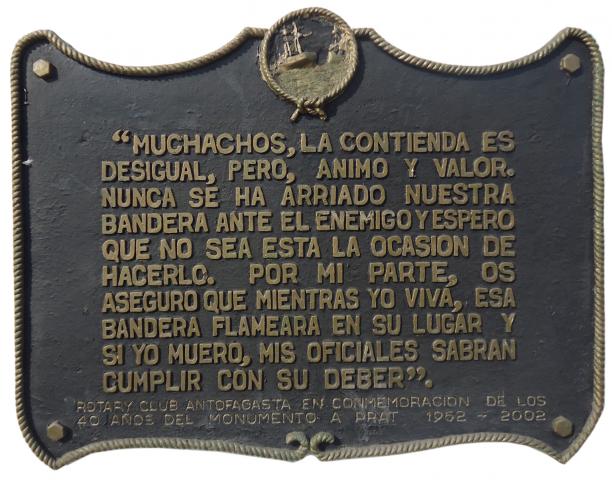 “MUCHACHOS, LA CONTIENDA ES
DESIGUAL, PERO, ANIMO Y VALOR.
NUNCA SE HA ARRIADO NUESTRA
BANDERA ANTE EL ENEMIGO Y ESPERO
QUE NO SEA ESTA LA OCASION DE
HACERLO. POR MI PARTE, OS
ASEGURO QUE MIENTRAS YO VIVA, ESA
BANDERA FLAMEARA EN SU LUGAR Y
SI YO MUERO, MIS OFICIALES SABRAN
CUMPLIR CON SU DEBER”.
ROTARY CLUB ANTOFAGASTA EN CONMEMORACION DE LOS
40 AÑOS DEL MONUMENTO A PRAT 1962 - 2002